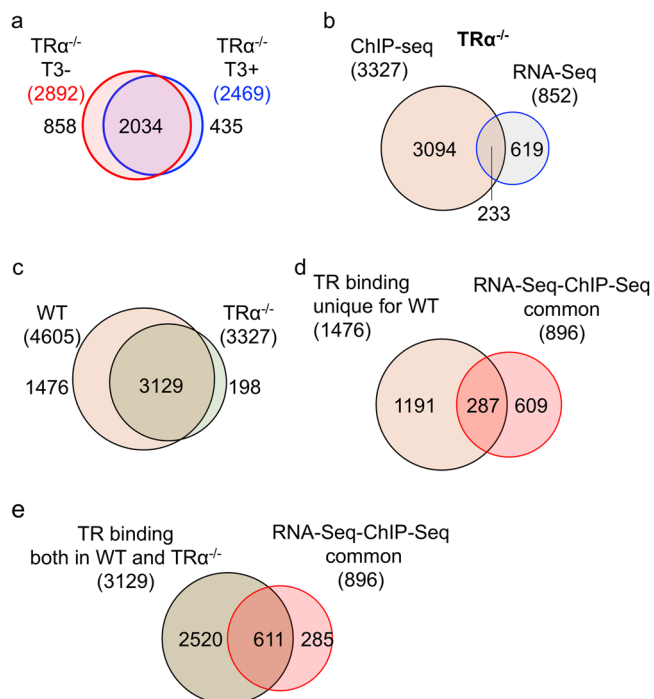 a
TRα-/-
T3-
(2892)
TRα-/-
T3+
(2469)
858
2034
435
b
TRα-/-
ChIP-seq
(3327)
RNA-Seq
(852)
3094
619
233
c
WT
(4605)
TRα-/-
(3327)
1476
3129
198
d
TR binding
unique for WT
(1476)
RNA-Seq-ChIP-Seq
common
(896)
1191
287
609
e
TR binding
both in WT and TRα-/-
(3129)
RNA-Seq-ChIP-Seq
common
(896)
2520
611
285